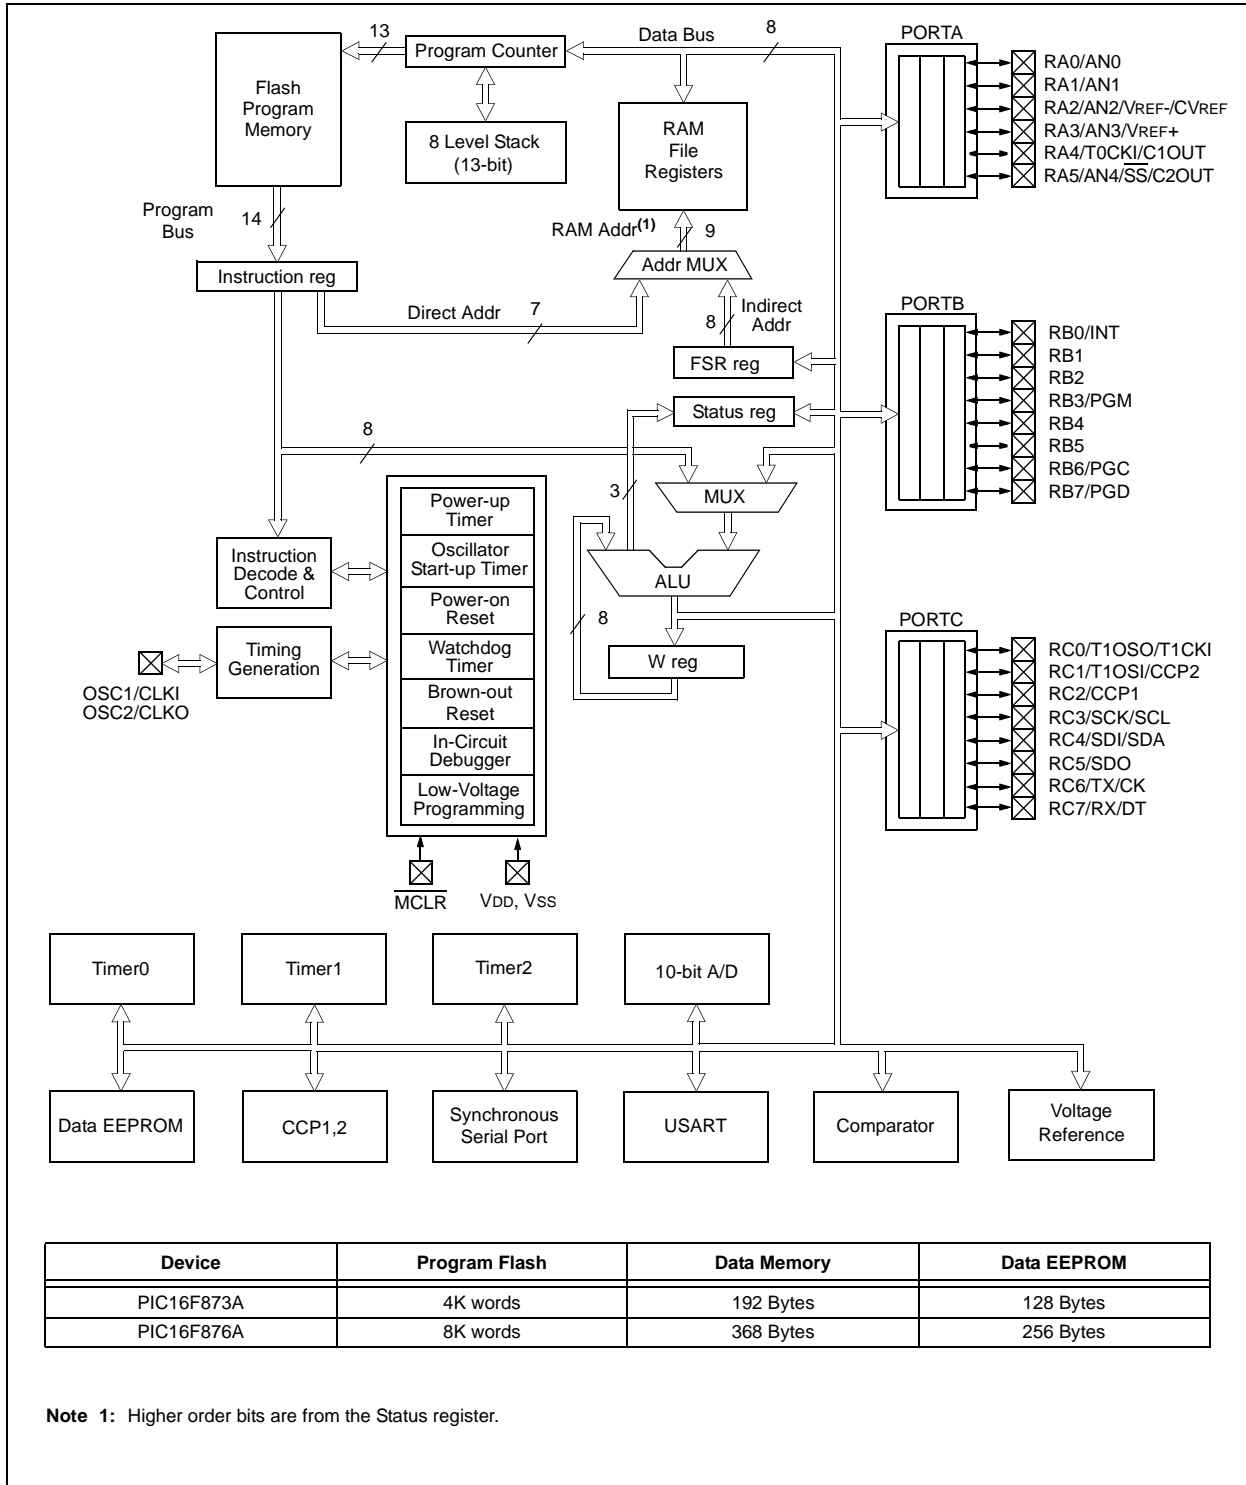 13
Program Counter
Data Bus
8
PORTA
Flash
Program
Memory
8 Level Stack
(13-bit)
RAM
File
Registers
RA0/AN0
RA1/AN1
RA2/AN2/VREF-/CVREF
RA3/AN3/VREF+
RA4/T0CKI/C1OUT
RA5/AN4/SS/C2OUT
Program
Bus
14
RAM Addr(1)
9
Instruction reg
Addr MUX
Direct Addr
7
8
Indirect
Addr
FSR reg
Status reg
PORTB
RB0/INT
RB1
RB2
RB3/PGM
RB4
RB5
RB6/PGC
RB7/PGD
8
3
MUX
ALU
8
W reg
Instruction
Decode &
Control
Timing
Generation
OSC1/CLKI
OSC2/CLKO
Power-up
Timer
Oscillator
Start-up Timer
Power-on
Reset
Watchdog
Timer
Brown-out
Reset
In-Circuit
Debugger
Low-Voltage
Programming
MCLR
VDD, VSS
PORTC
RC0/T1OSO/T1CKI
RC1/T1OSI/CCP2
RC2/CCP1
RC3/SCK/SCL
RC4/SDI/SDA
RC5/SDO
RC6/TX/CK
RC7/RX/DT
Timer0
Timer1
Timer2
10-bit A/D
Data EEPROM
CCP1,2
Synchronous
Serial Port
USART
Comparator
Voltage
Reference
Device Program Flash Data Memory Data EEPROM
PIC16F873A 4K words 192 Bytes 128 Bytes
PIC16F876A 8K words 368 Bytes 256 Bytes
Note 1: Higher order bits are from the Status register.